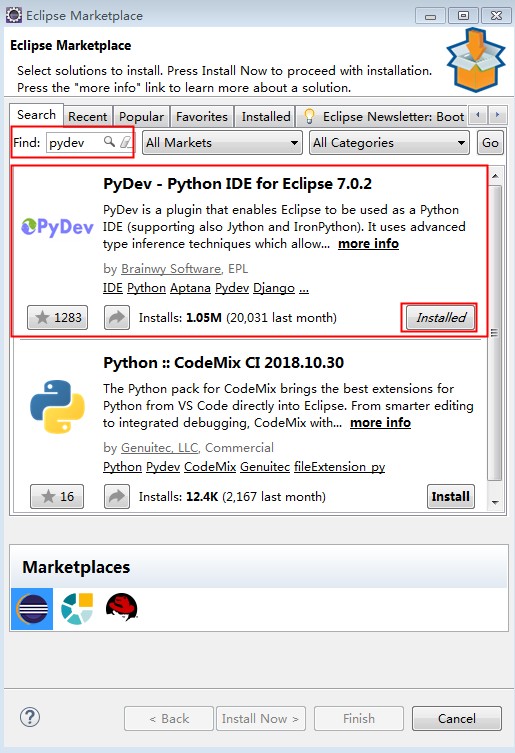 Eclipse Marketplace
Eclipse Marketplace
Select solutions to install. Press Install Now to proceed with installation.
Press the "more info" link to learn more about a solution.
Search Recent Popular Favorites Installed Eclipse Newsletter: Boot
Find: pydev All Markets All Categories Go
PyDev - Python IDE for Eclipse 7.0.2
PyDev is a plugin that enables Eclipse to be used as a Python
IDE (supporting also Jython and IronPython). It uses advanced
type inference techniques which allow... more info
PyDev
by Brainwy Software, EPL
IDE Python Aptana Pydev Django ...
1283 Installs: 1.05M (20,031 last month) Installed
Python :: CodeMix CI 2018.10.30
The Python pack for CodeMix brings the best extensions for
Python from VS Code directly into Eclipse. From smarter editing
to integrated debugging, CodeMix with... more info
by Genuitec, LLC, Commercial
Python Pydev CodeMix Genuitec fileExtension_py
16 Installs: 12.4K (2,167 last month) Install
Marketplaces
? < Back Install Now > Finish Cancel